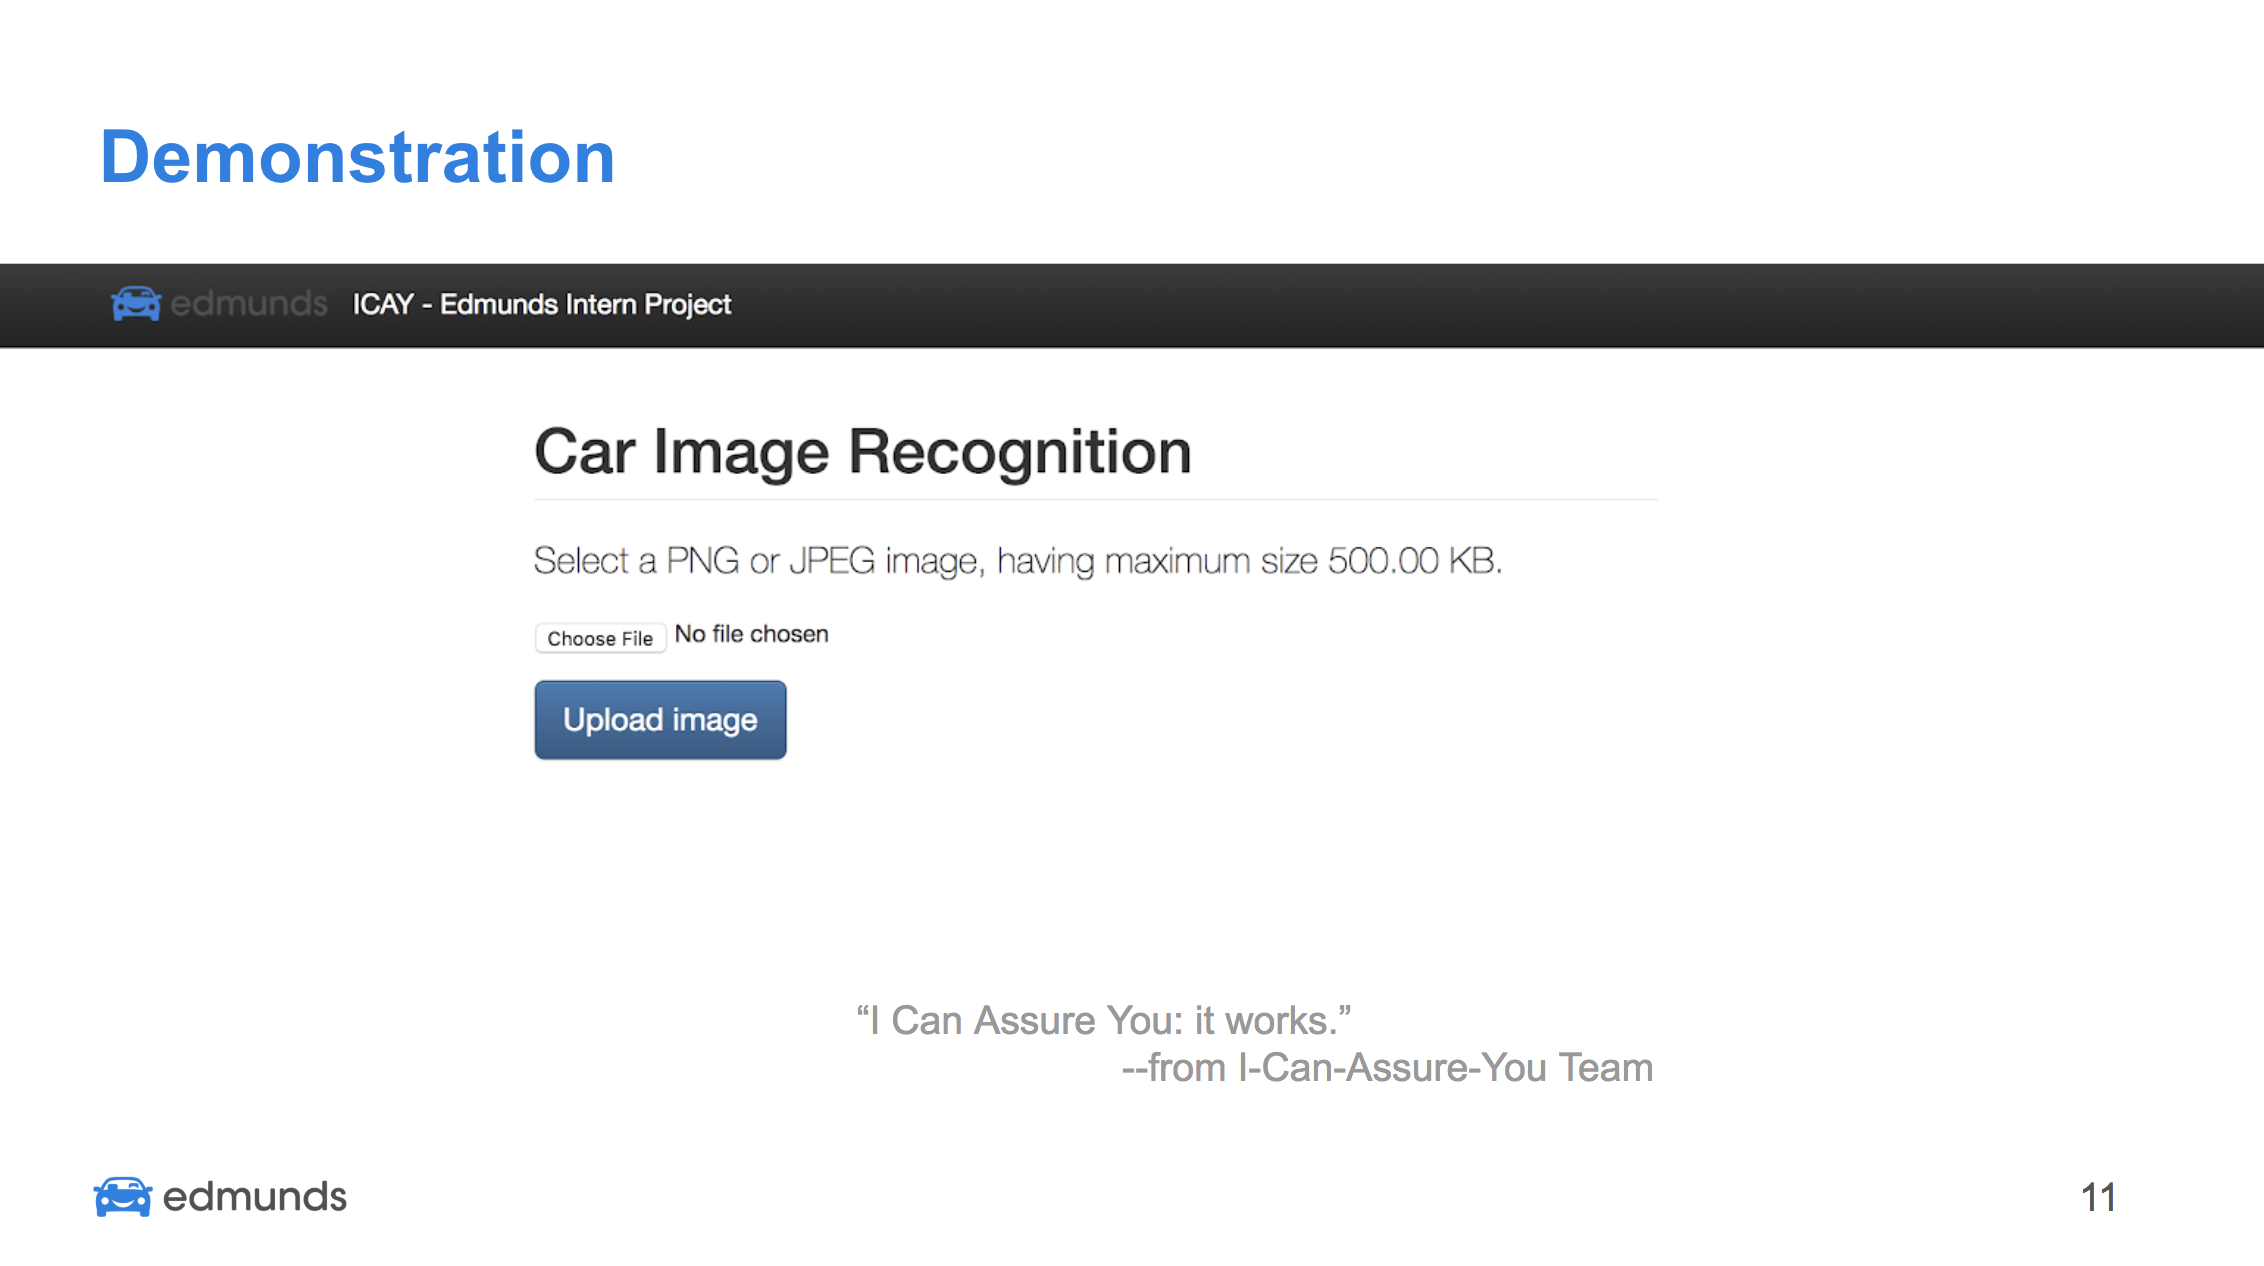 Demonstration
edmunds ICAY - Edmunds Intern Project
Car Image Recognition
Select a PNG or JPEG image, having maximum size 500.00 KB.
Choose File No file chosen
Upload image
“I Can Assure You: it works.”
--from I-Can-Assure-You Team
edmunds
11